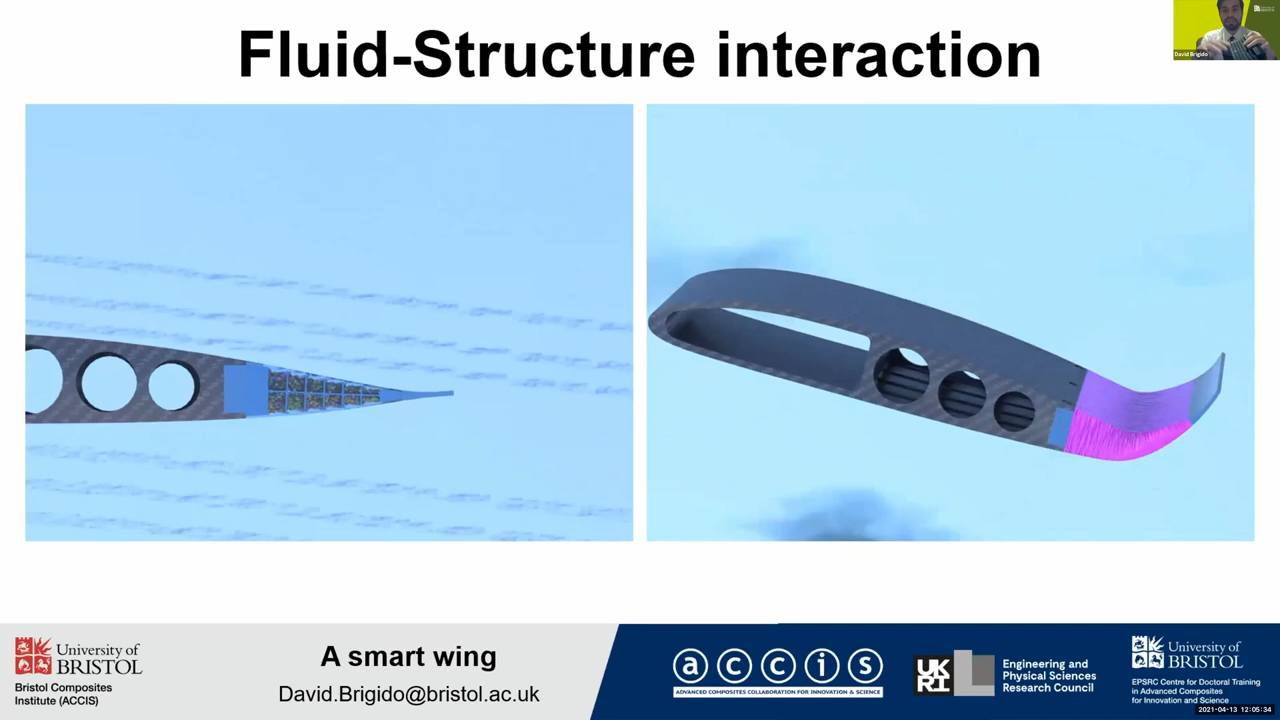 Fluid-Structure interaction
David Brigido
University of
BRISTOL
Bristol Composites
Institute (ACCIS)
A smart wing
David.Brigido@bristol.ac.uk
accis
ADVANCED COMPOSITES COLLABORATION FOR INNOVATION & SCIENCE
UK
RI
Engineering and
Physical Sciences
Research Council
University of
BRISTOL
EPSRC Centre for Doctoral Training
in Advanced Composites
for Innovation and Science
2021-04-13 12:05:34